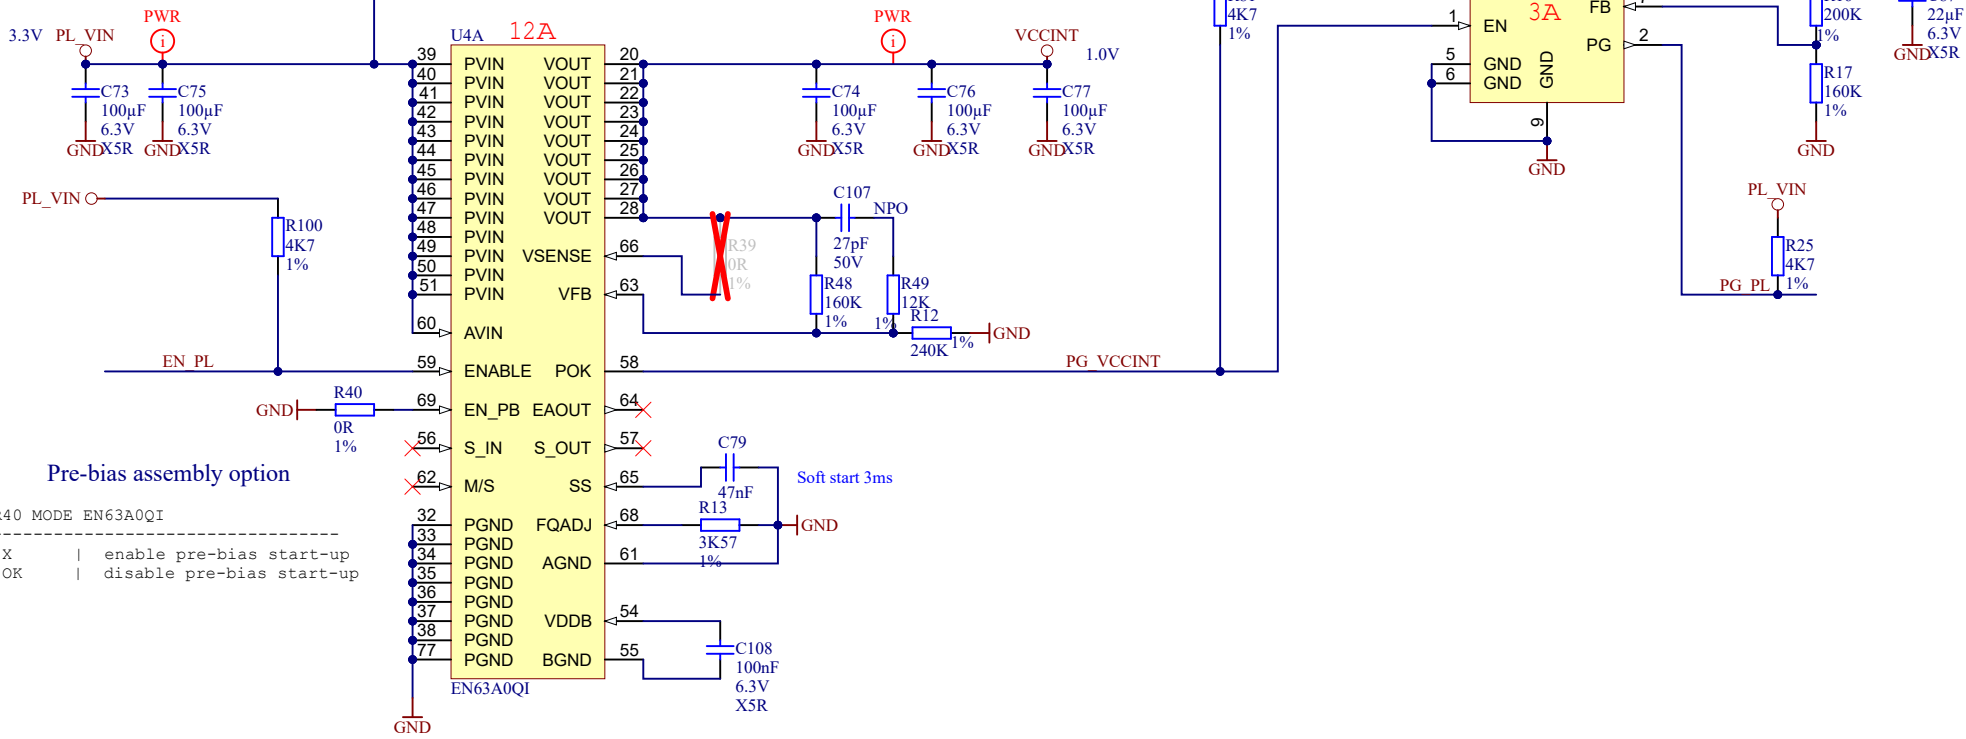 3.3V PL_VIN
PWR
C73
100µF
6.3V
X5R
GND
C75
100µF
6.3V
X5R
GND
PL_VIN
R100
4K7
1%
EN_PL
GND
R40
0R
1%
Pre-bias assembly option
40 MODE EN63A0QI
----------------------------------
X | enable pre-bias start-up
OK | disable pre-bias start-up
U4A
12A
39 PVIN VOUT 20
40 PVIN VOUT 21
41 PVIN VOUT 22
42 PVIN VOUT 23
43 PVIN VOUT 24
44 PVIN VOUT 25
45 PVIN VOUT 26
46 PVIN VOUT 27
47 PVIN VOUT 28
48 PVIN
49 PVIN VSENSE 66
50 PVIN
51 PVIN VFB 63
60 AVIN
59 ENABLE POK 58
69 EN_PB EAOUT 64
56 S_IN S_OUT 57
62 M/S SS 65
32 PGND FQADJ 68
33 PGND
34 PGND AGND 61
35 PGND
36 PGND
37 PGND VDDB 54
38 PGND
77 PGND BGND 55
EN63A0QI
GND
PWR
VCCINT
1.0V
C74
100µF
6.3V
X5R
GND
C76
100µF
6.3V
X5R
GND
C77
100µF
6.3V
X5R
GND
R39
0R
1%
C107
NPO
27pF
50V
R48
160K
1%
R49
12K
1%
R12
240K
1%
GND
PG_VCCINT
C79
47nF
Soft start 3ms
R13
3K57
1%
GND
C108
100nF
6.3V
X5R
4K7
1%
3A
1 EN
FB
PG 2
5 GND
6 GND
GND
9
GND
200K
1%
R17
160K
1%
GND
22µF
6.3V
X5R
GND
PL_VIN
R25
4K7
1%
PG_PL